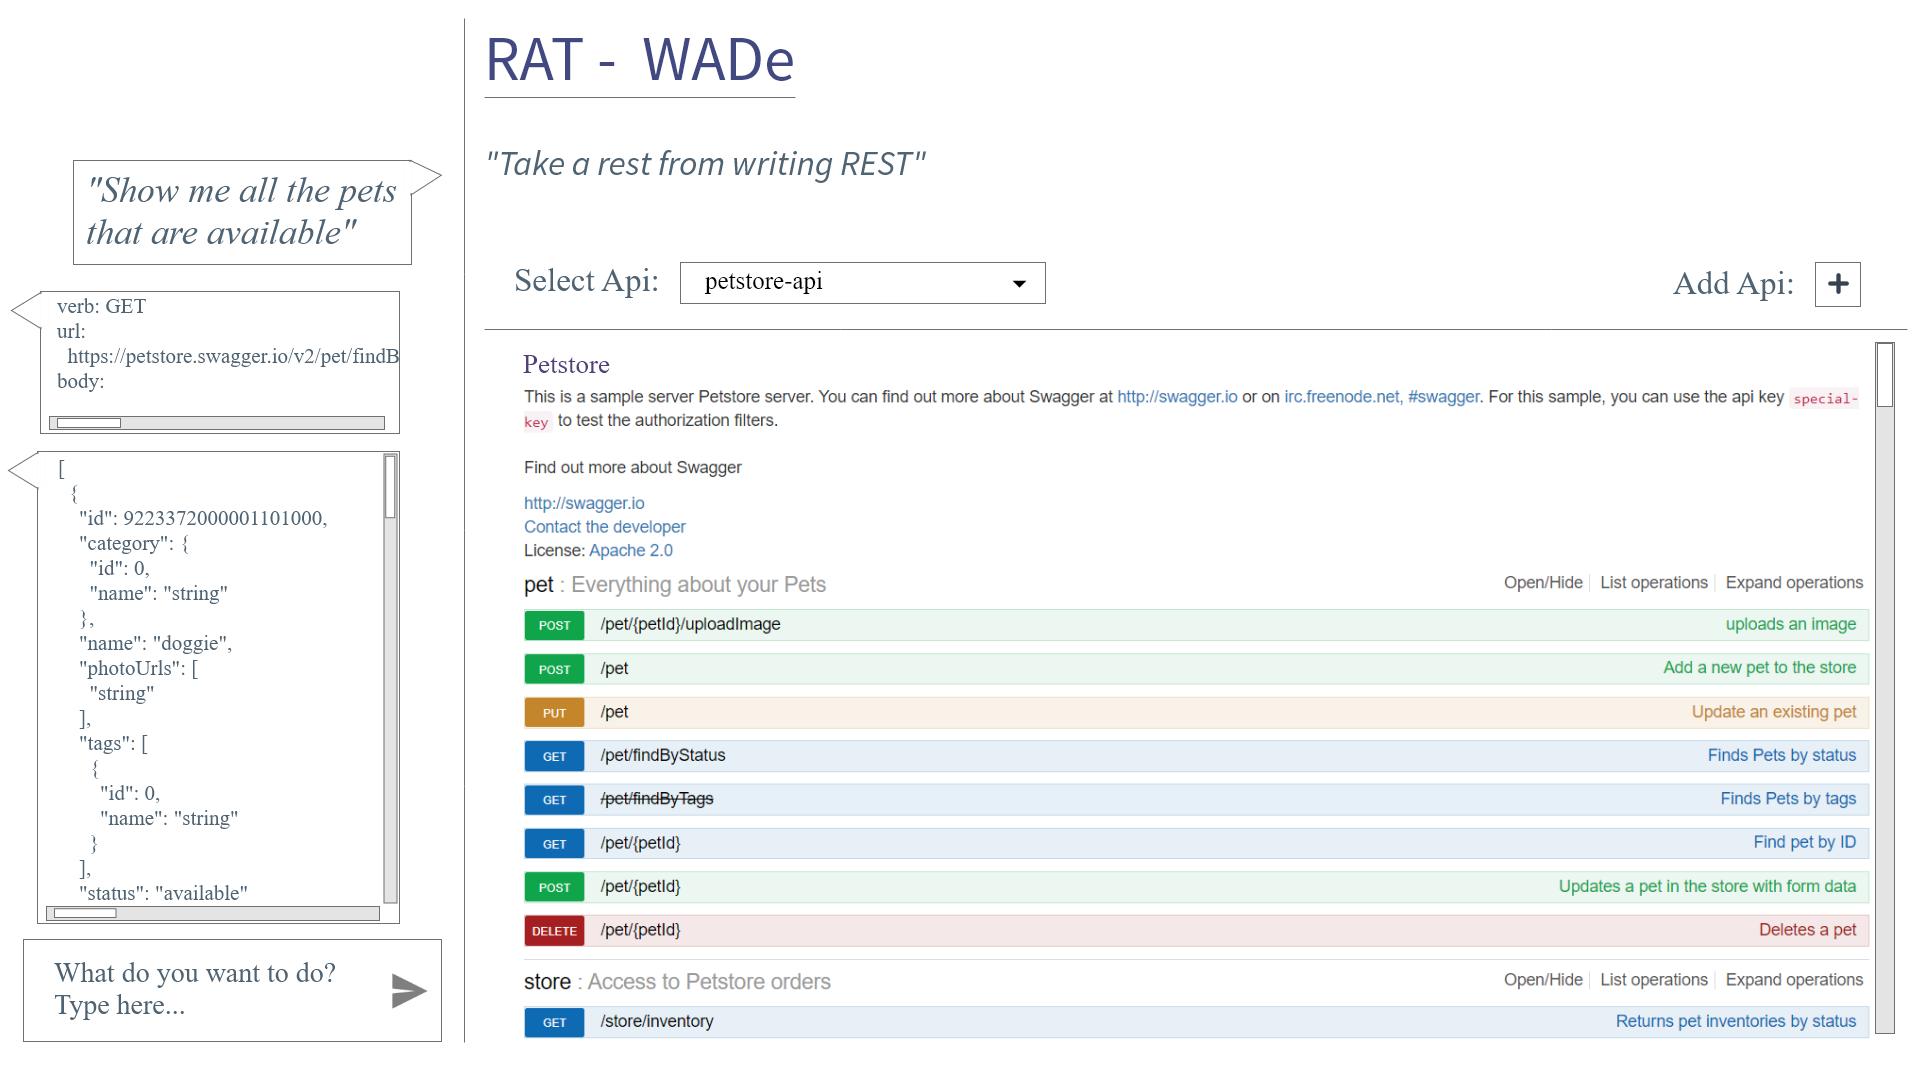 "Show me all the pets
that are available"
verb: GET
url:
https://petstore.swagger.io/v2/pet/findB
body:
[
{
"id": 9223372000001101000,
"category": {
"id": 0,
"name": "string"
},
"name": "doggie",
"photoUrls": [
"string"
],
"tags": [
{
"id": 0,
"name": "string"
}
],
"status": "available"
What do you want to do?
Type here...
RAT - WADe
"Take a rest from writing REST"
Select Api: petstore-api Add Api: +
Petstore
This is a sample server Petstore server. You can find out more about Swagger at http://swagger.io or on irc.freenode.net, #swagger. For this sample, you can use the api key special-
key to test the authorization filters.
Find out more about Swagger
http://swagger.io
Contact the developer
License: Apache 2.0
pet : Everything about your Pets Open/Hide List operations Expand operations
POST /pet/{petId}/uploadImage uploads an image
POST /pet Add a new pet to the store
PUT /pet Update an existing pet
GET /pet/findByStatus Finds Pets by status
GET /pet/findByTags Finds Pets by tags
GET /pet/{petId} Find pet by ID
POST /pet/{petId} Updates a pet in the store with form data
DELETE /pet/{petId} Deletes a pet
store : Access to Petstore orders Open/Hide List operations Expand operations
GET /store/inventory Returns pet inventories by status